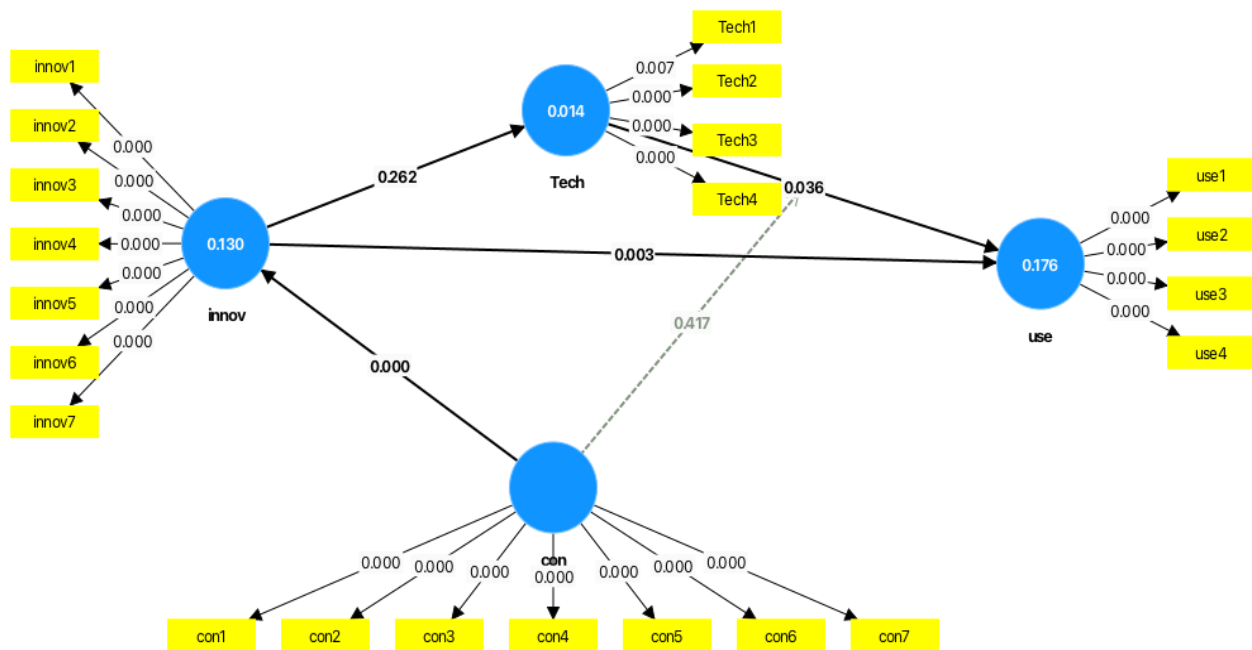 innov1
innov2
innov3
innov4
innov5
innov6
innov7
0.000
0.000
0.000
0.000
0.000
0.000
0.000
0.130
innov
0.262
0.014
Tech
0.007
0.000
0.000
0.000
Tech1
Tech2
Tech3
Tech4
0.036
0.003
0.417
0.000
0.176
use
0.000
0.000
0.000
0.000
use1
use2
use3
use4
con
0.000
0.000
0.000
0.000
0.000
0.000
0.000
con1
con2
con3
con4
con5
con6
con7